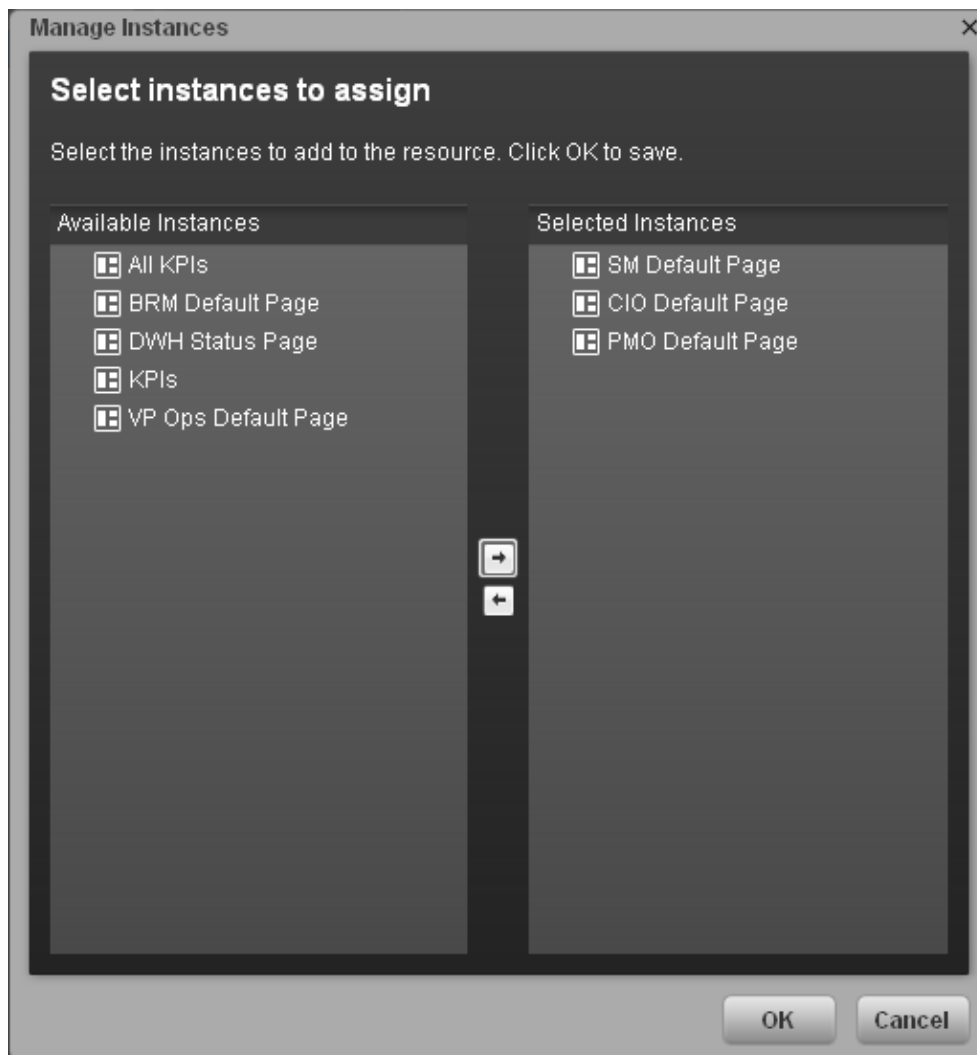 Manage Instances
Select instances to assign
Select the instances to add to the resource. Click OK to save.
Available Instances
All KPIs
BRM Default Page
DWH Status Page
KPIs
VP Ops Default Page
Selected Instances
SM Default Page
CIO Default Page
PMO Default Page
OK
Cancel